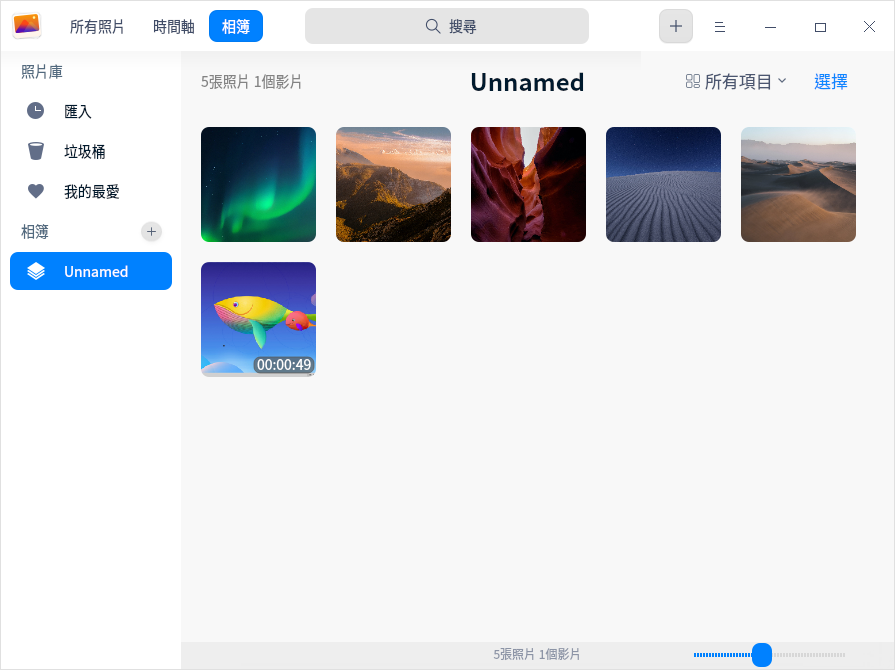 所有照片 時間軸 相簿 搜尋
照片庫
匯入
垃圾桶
我的最愛
相簿
Unnamed
5張照片 1個影片 Unnamed 所有項目 選擇
00:00:49
5張照片 1個影片